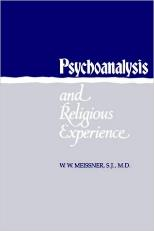 Psychoanalysis
and
Religious
Experience
W. W. MEISSNER, S.J., M.D.